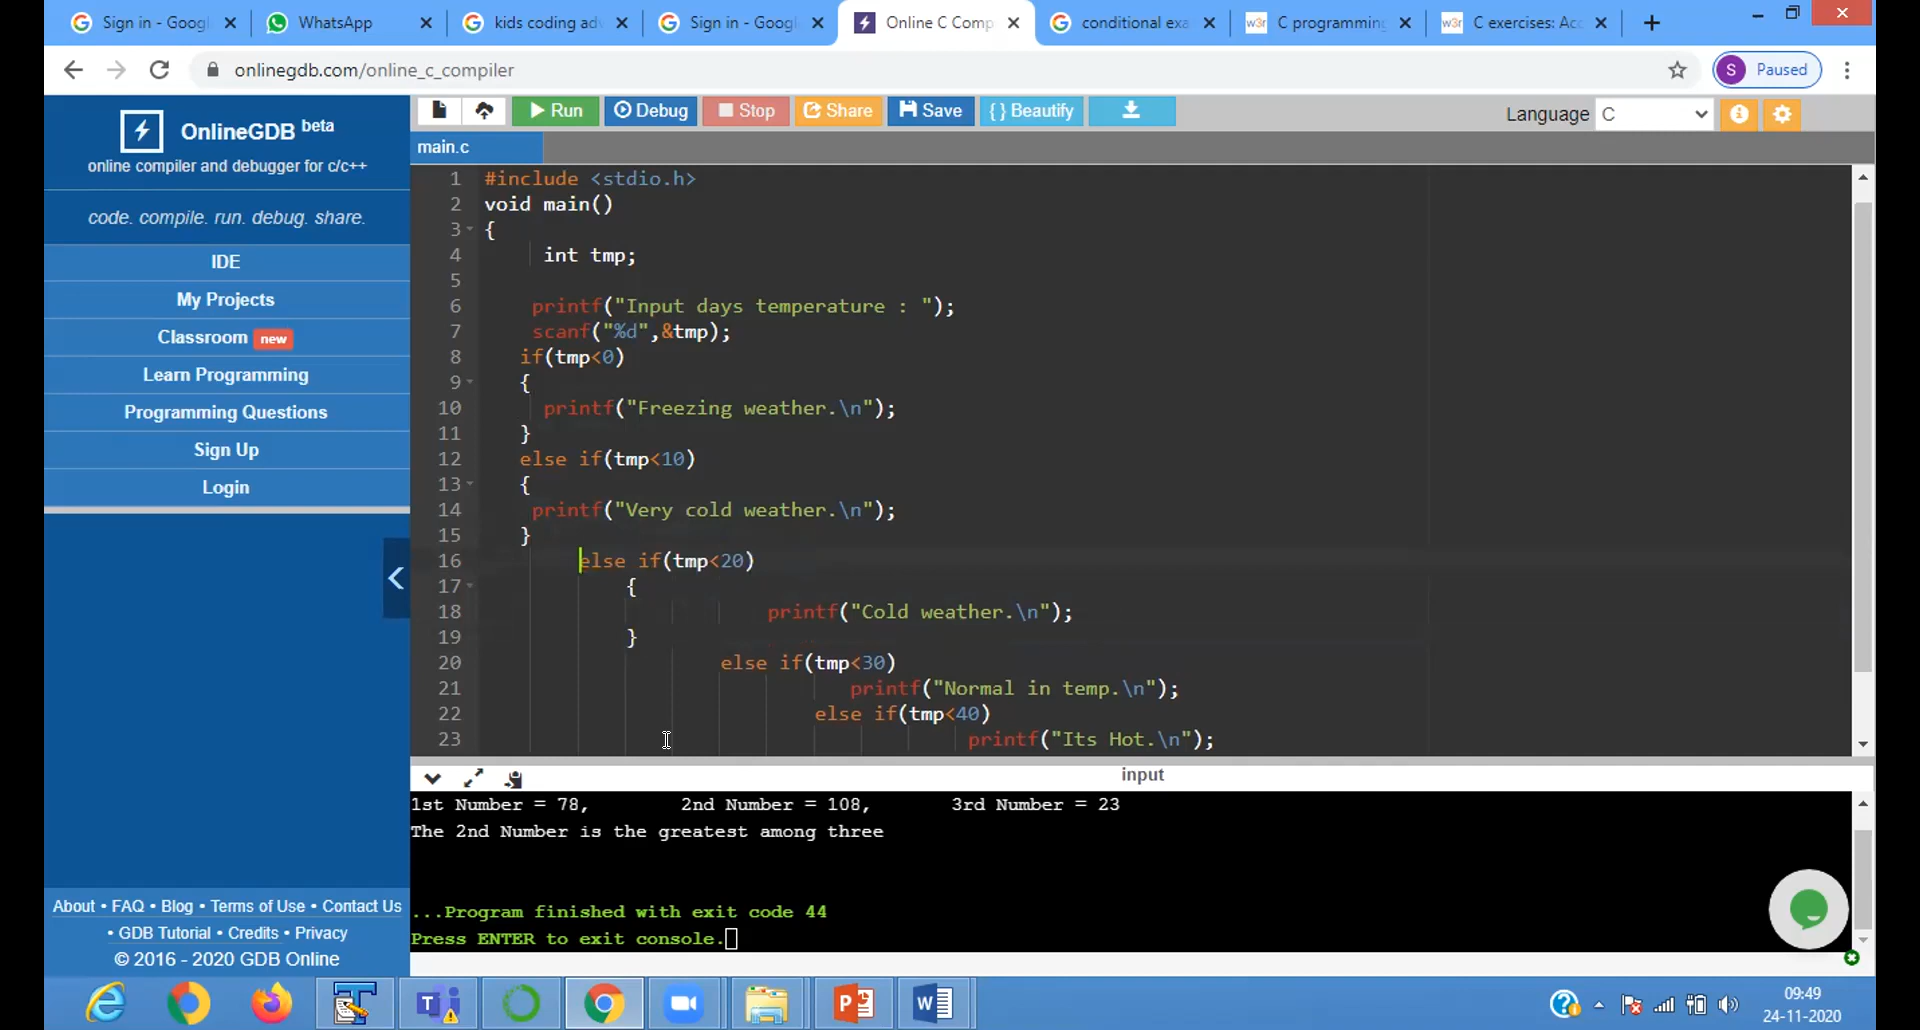 Sign in - Googl
WhatsApp
kids coding adv
Sign in - Googl
Online C Comp
conditional exa
w3r C programming
w3r C exercises: Acc
onlinegdb.com/online_c_compiler
S Paused
OnlineGDB beta
online compiler and debugger for c/c++
code. compile. run. debug. share.
IDE
My Projects
Classroom new
Learn Programming
Programming Questions
Sign Up
Login
About • FAQ • Blog • Terms of Use • Contact Us
• GDB Tutorial • Credits • Privacy
© 2016 - 2020 GDB Online
Run Debug Stop Share Save { } Beautify
Language C
main.c
1 #include <stdio.h>
2 void main()
3 {
4 int tmp;
5
6 printf("Input days temperature : ");
7 scanf("%d",&tmp);
8 if(tmp<0)
9 {
10 printf("Freezing weather.\n");
11 }
12 else if(tmp<10)
13 {
14 printf("Very cold weather.\n");
15 }
16 else if(tmp<20)
17 {
18 printf("Cold weather.\n");
19 }
20 else if(tmp<30)
21 printf("Normal in temp.\n");
22 else if(tmp<40)
23 printf("Its Hot.\n");
input
1st Number = 78, 2nd Number = 108, 3rd Number = 23
The 2nd Number is the greatest among three
...Program finished with exit code 44
Press ENTER to exit console.
09:49
24-11-2020